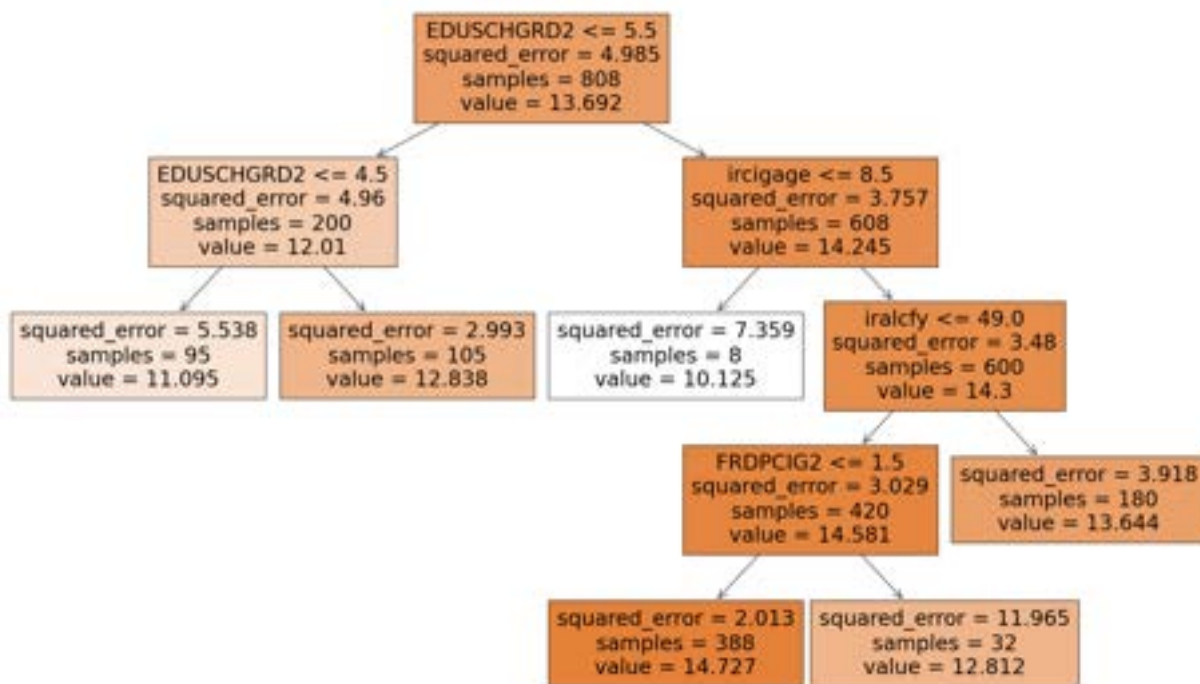 EDUSCHGRD2 <= 5.5
squared_error = 4.985
samples = 808
value = 13.692
EDUSCHGRD2 <= 4.5
squared_error = 4.96
samples = 200
value = 12.01
ircigage <= 8.5
squared_error = 3.757
samples = 608
value = 14.245
squared_error = 5.538
samples = 95
value = 11.095
squared_error = 2.993
samples = 105
value = 12.838
squared_error = 7.359
samples = 8
value = 10.125
iralcfy <= 49.0
squared_error = 3.48
samples = 600
value = 14.3
FRDPCIG2 <= 1.5
squared_error = 3.029
samples = 420
value = 14.581
squared_error = 3.918
samples = 180
value = 13.644
squared_error = 2.013
samples = 388
value = 14.727
squared_error = 11.965
samples = 32
value = 12.812